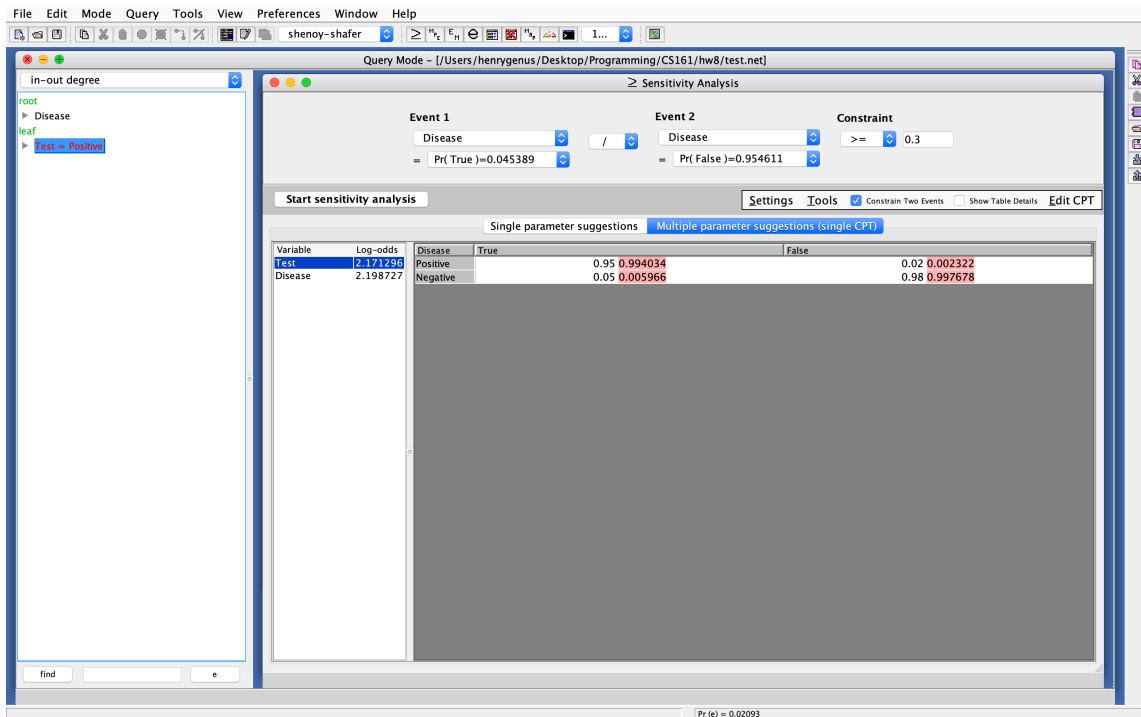 File Edit Mode Query Tools View Preferences Window Help
shenoy-shafer 1...
Query Mode - [/Users/henrygenus/Desktop/Programming/CS161/hw8/test.net]
in-out degree
root
Disease
leaf
Test = Positive
≥ Sensitivity Analysis
Event 1 Event 2 Constraint
Disease / Disease >= 0.3
= Pr( True )=0.045389 = Pr( False )=0.954611
Start sensitivity analysis Settings Tools Constrain Two Events Show Table Details Edit CPT
Single parameter suggestions Multiple parameter suggestions (single CPT)
Variable Log-odds Disease True False
Test 2.171296 Positive 0.95 0.994034 0.02 0.002322
Disease 2.198727 Negative 0.05 0.005966 0.98 0.997678
find e
Pr (e) = 0.02093